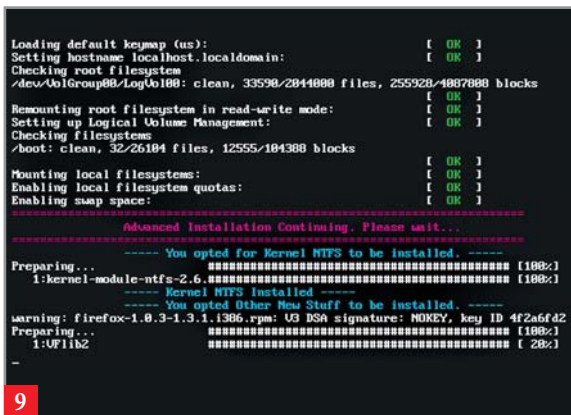 Loading default keymap (us): [ OK ]
Setting hostname localhost.localdomain: [ OK ]
Checking root filesystem
/dev/VolGroup00/LogVol00: clean, 33590/2044000 files, 255928/4087808 blocks
[ OK ]
Remounting root filesystem in read-write mode: [ OK ]
Setting up Logical Volume Management: [ OK ]
Checking filesystems
/boot: clean, 32/26104 files, 12555/104388 blocks
[ OK ]
Mounting local filesystems: [ OK ]
Enabling local filesystem quotas: [ OK ]
Enabling swap space: [ OK ]
Advanced Installation Continuing. Please wait...
----- You opted for Kernel NTFS to be installed. -----
Preparing... ########################################### [100%]
1:kernel-module-ntfs-2.6.########################################### [100%]
----- Kernel NTFS Installed -----
----- You opted Other New Stuff to be installed. -----
warning: firefox-1.0.3-1.3.1.i386.rpm: V3 DSA signature: NOKEY, key ID 4f2a6fd2
Preparing... ########################################### [100%]
1:VFlib2 ########################################### [ 20%]
_
9